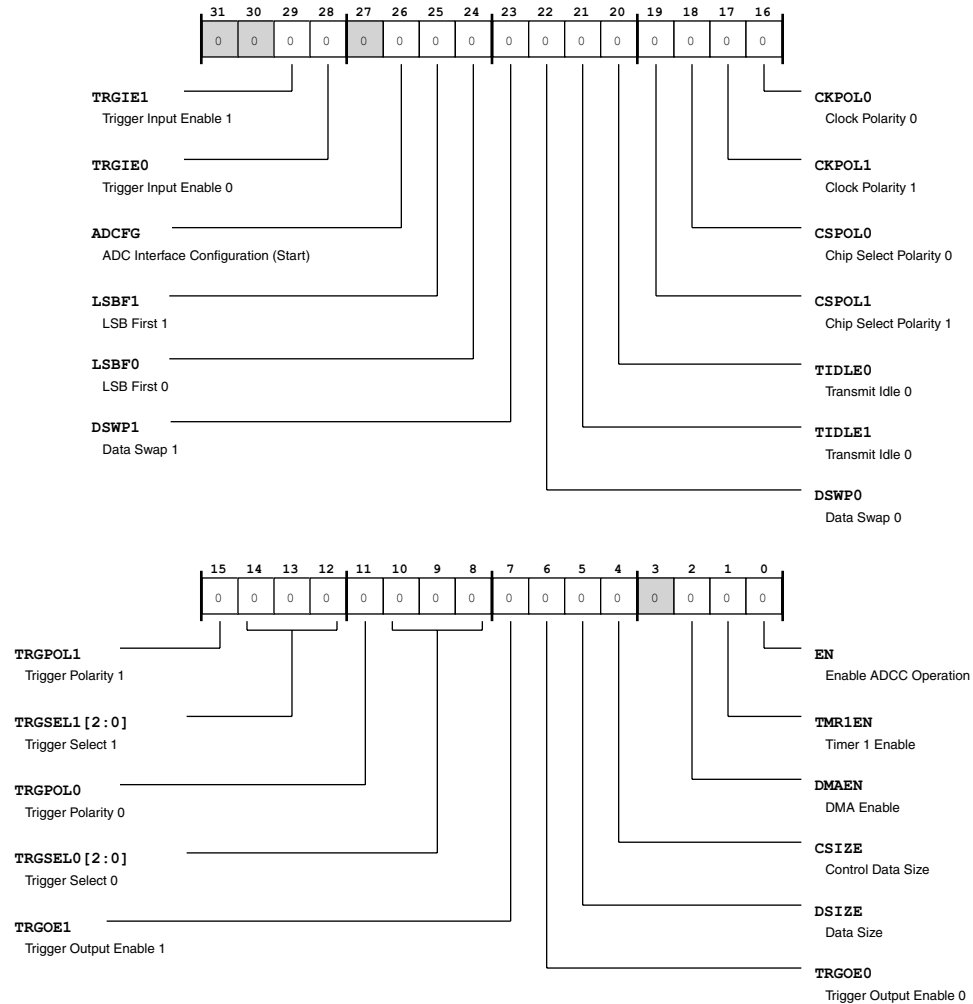 31 30 29 28 27 26 25 24 23 22 21 20 19 18 17 16
0 0 0 0 0 0 0 0 0 0 0 0 0 0 0 0
TRGIE1
Trigger Input Enable 1
TRGIE0
Trigger Input Enable 0
ADCFG
ADC Interface Configuration (Start)
LSBF1
LSB First 1
LSBF0
LSB First 0
DSWP1
Data Swap 1
CKPOL0
Clock Polarity 0
CKPOL1
Clock Polarity 1
CSPOL0
Chip Select Polarity 0
CSPOL1
Chip Select Polarity 1
TIDLE0
Transmit Idle 0
TIDLE1
Transmit Idle 0
DSWP0
Data Swap 0
15 14 13 12 11 10 9 8 7 6 5 4 3 2 1 0
0 0 0 0 0 0 0 0 0 0 0 0 0 0 0 0
TRGPOL1
Trigger Polarity 1
TRGSEL1[2:0]
Trigger Select 1
TRGPOL0
Trigger Polarity 0
TRGSEL0[2:0]
Trigger Select 0
TRGOE1
Trigger Output Enable 1
EN
Enable ADCC Operation
TMR1EN
Timer 1 Enable
DMAEN
DMA Enable
CSIZE
Control Data Size
DSIZE
Data Size
TRGOE0
Trigger Output Enable 0